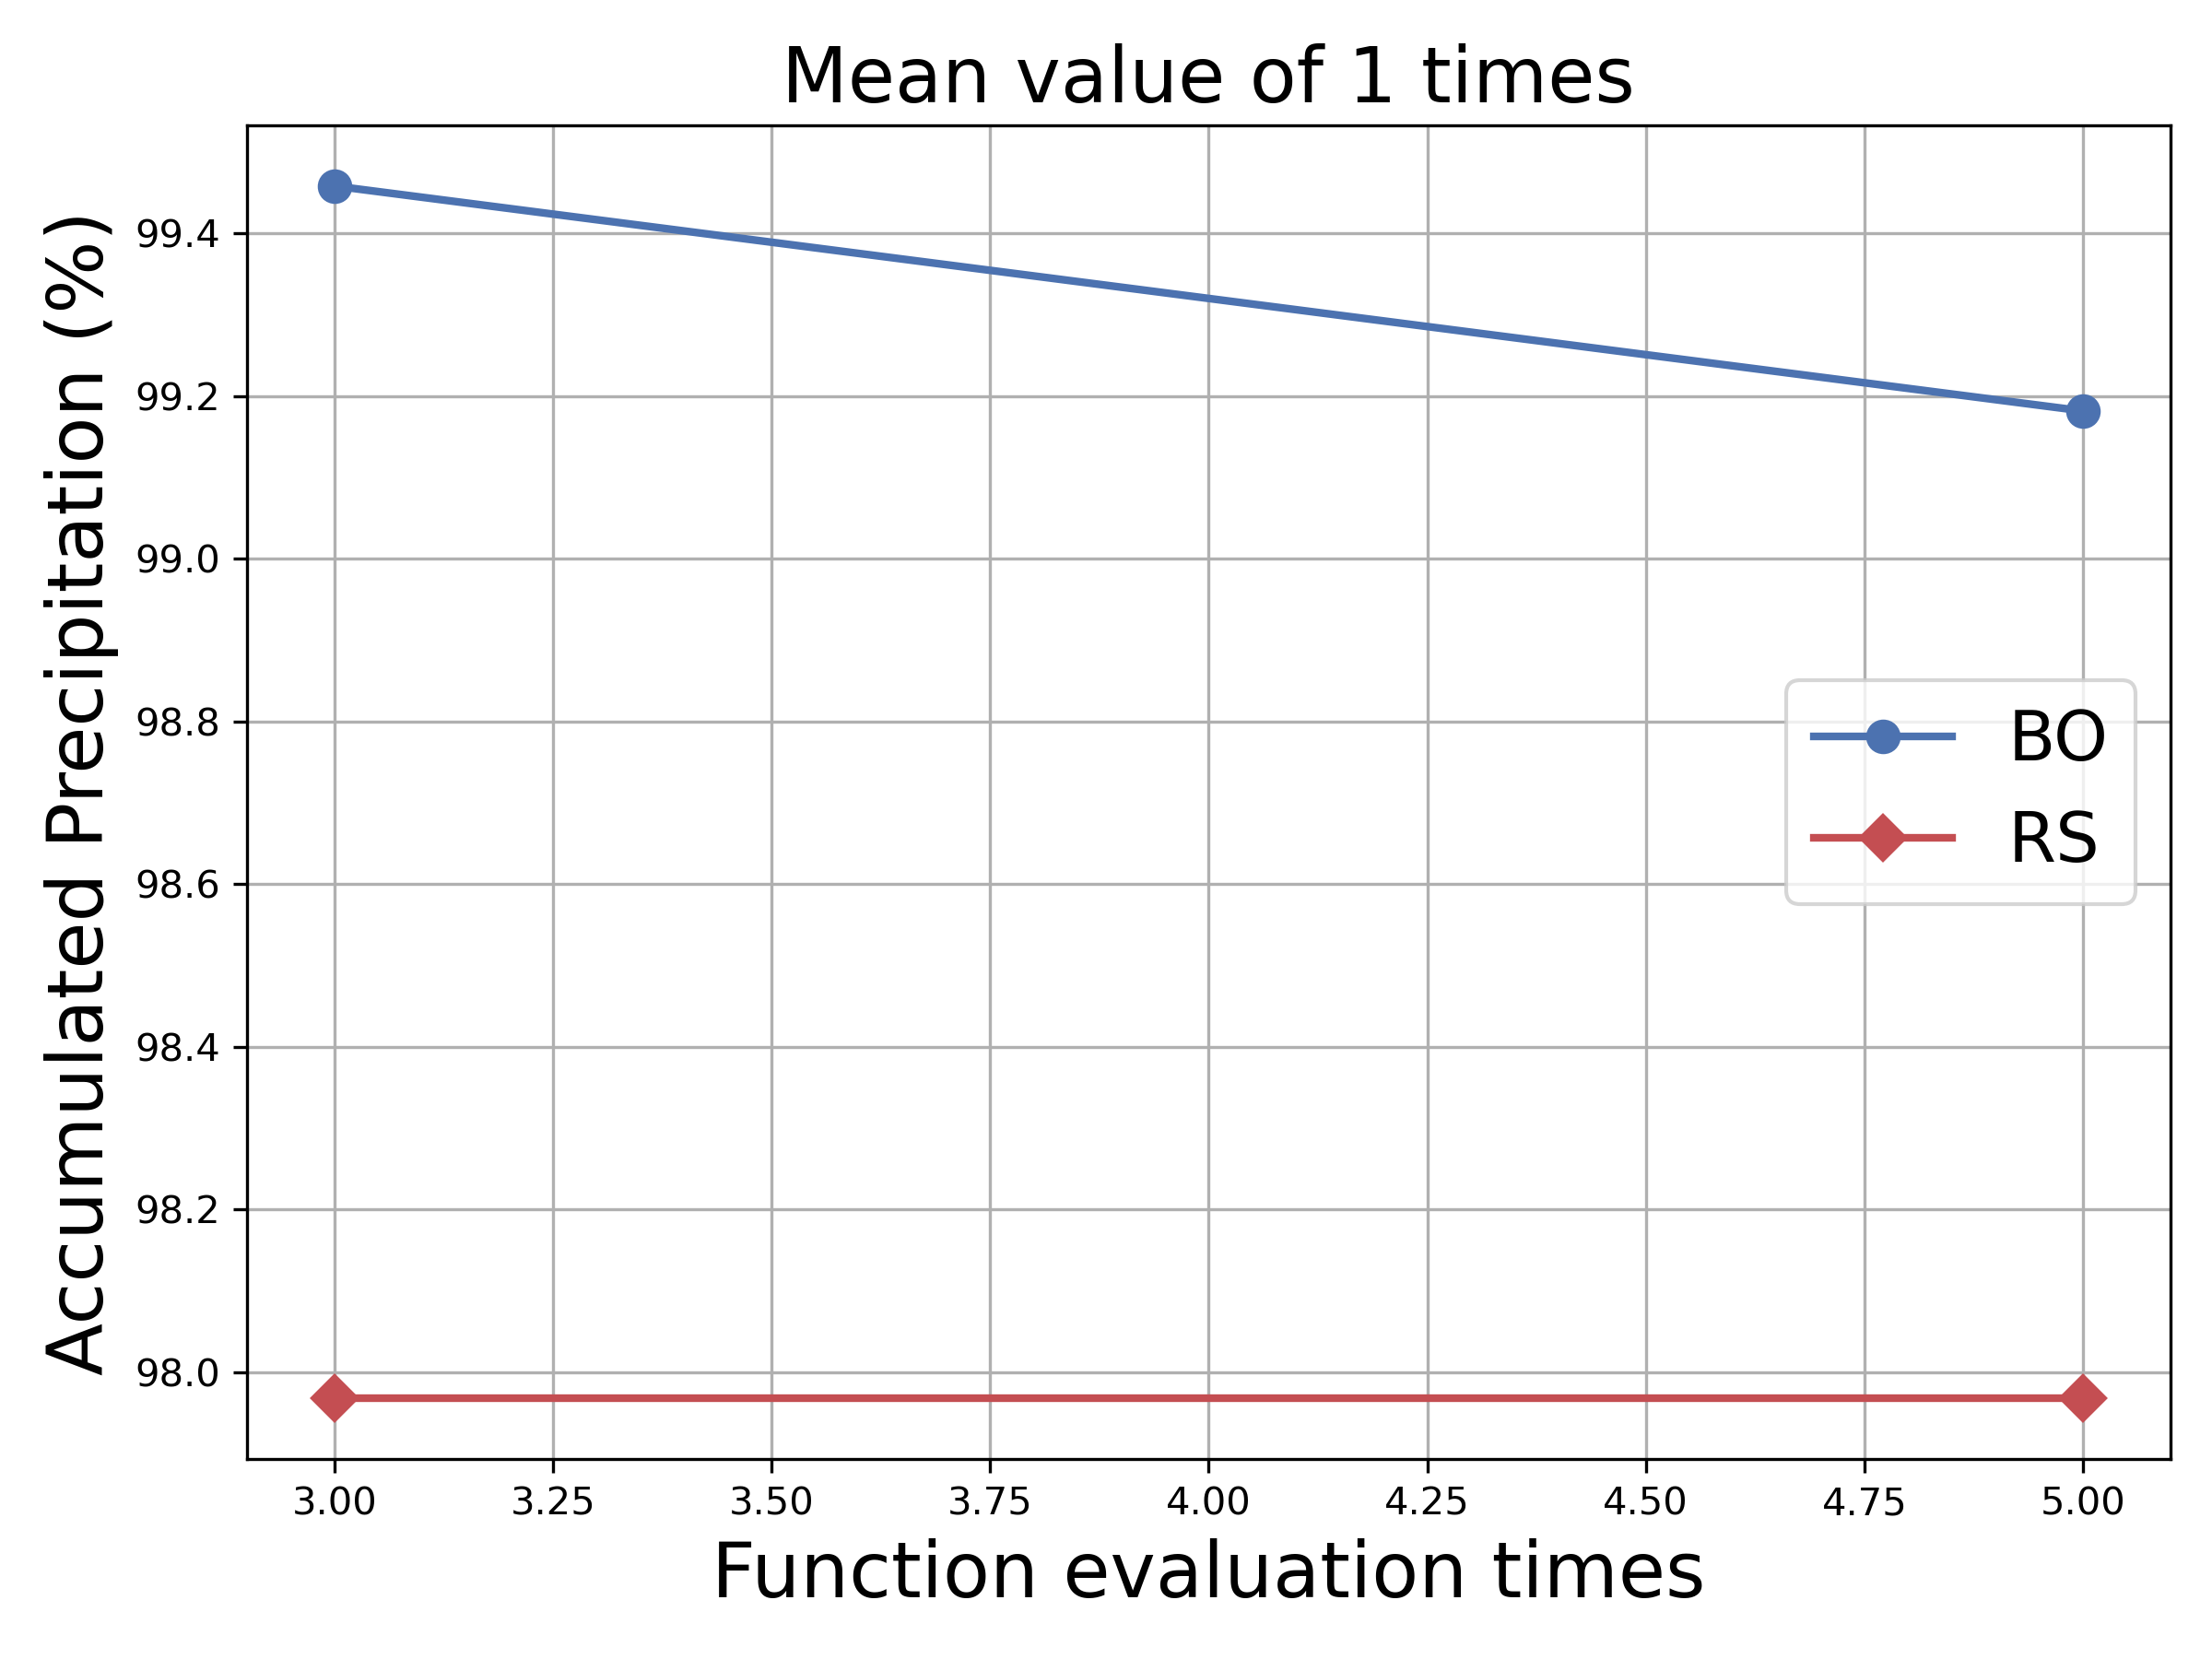 Mean value of 1 times
Accumulated Precipitation (%)
99.4
99.2
99.0
98.8
98.6
98.4
98.2
98.0
BO
RS
3.00 3.25 3.50 3.75 4.00 4.25 4.50 4.75 5.00
Function evaluation times